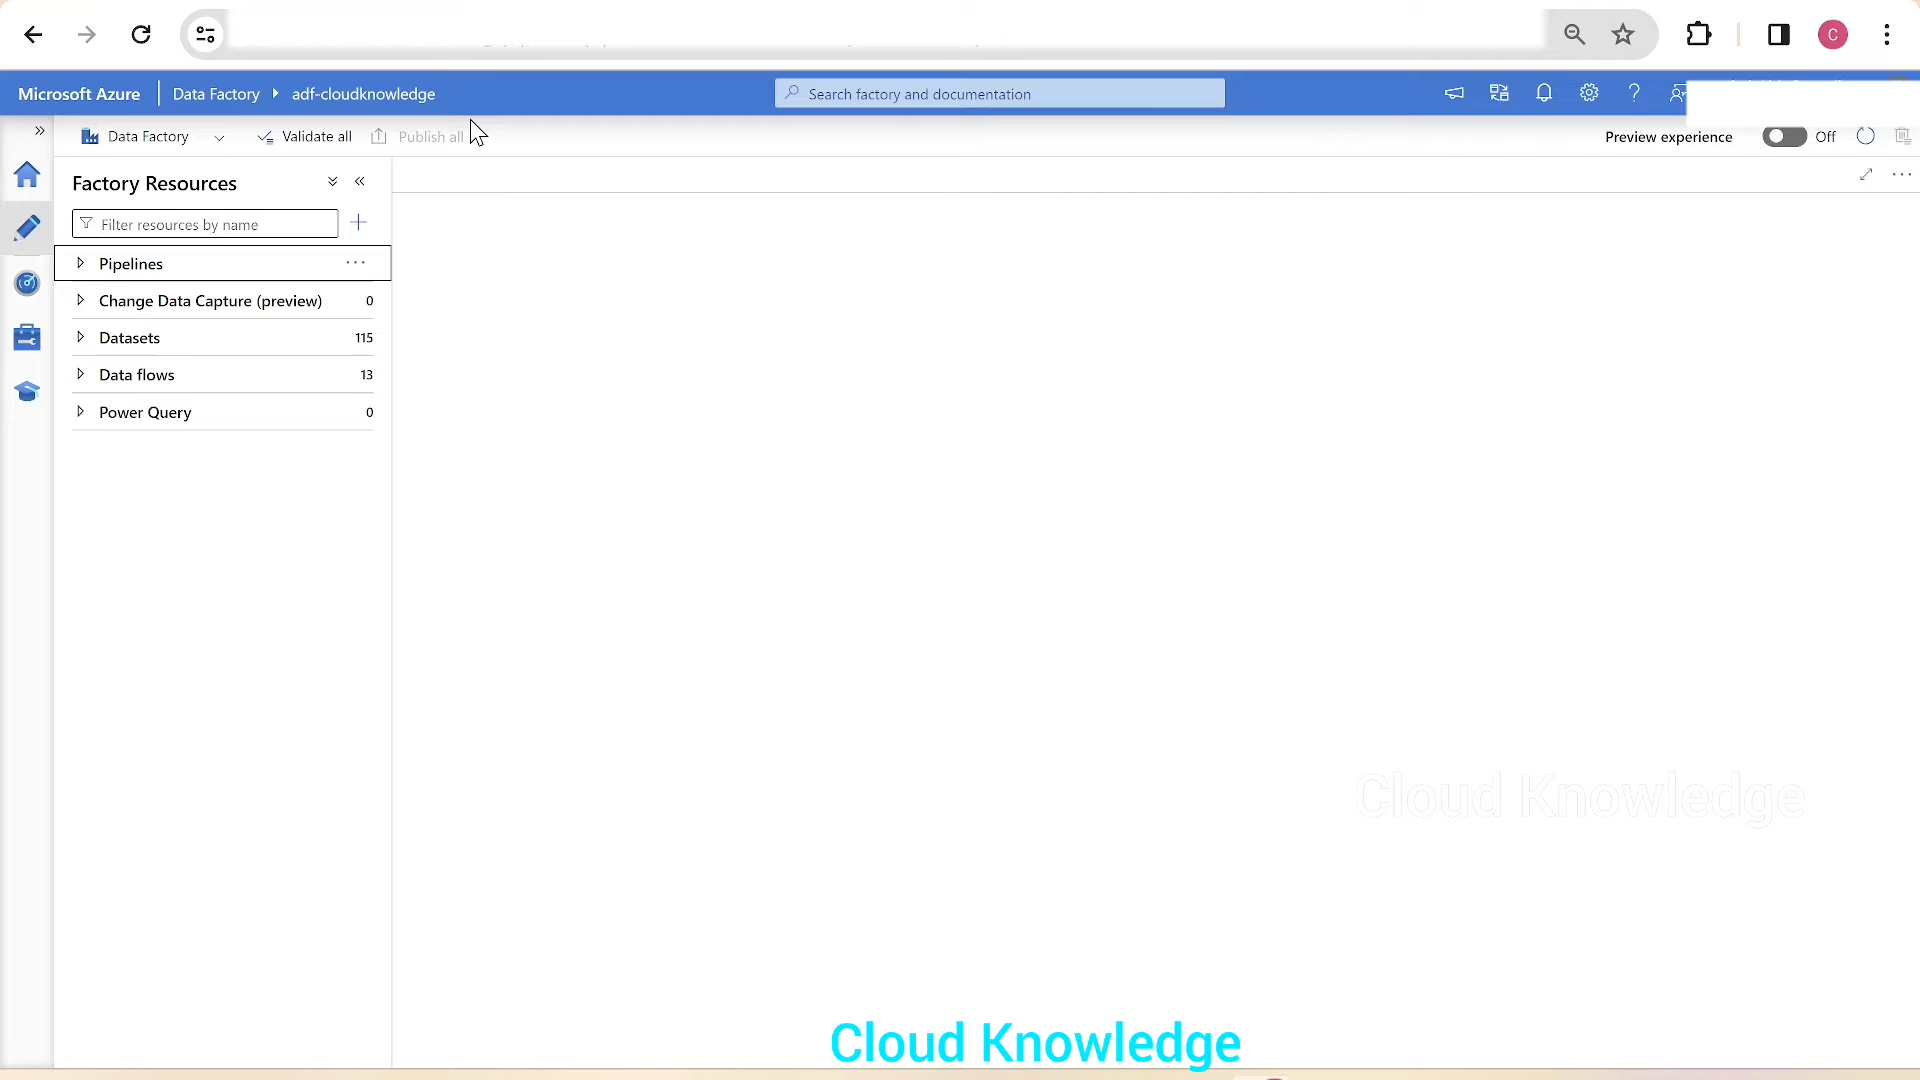 C
Microsoft Azure
Data Factory
adf-cloudknowledge
Search factory and documentation
?
Data Factory
Validate all
Publish all
Preview experience
Off
Factory Resources
Filter resources by name
Pipelines
Change Data Capture (preview) 0
Datasets 115
Data flows 13
Power Query 0
Cloud Knowledge
Cloud Knowledge